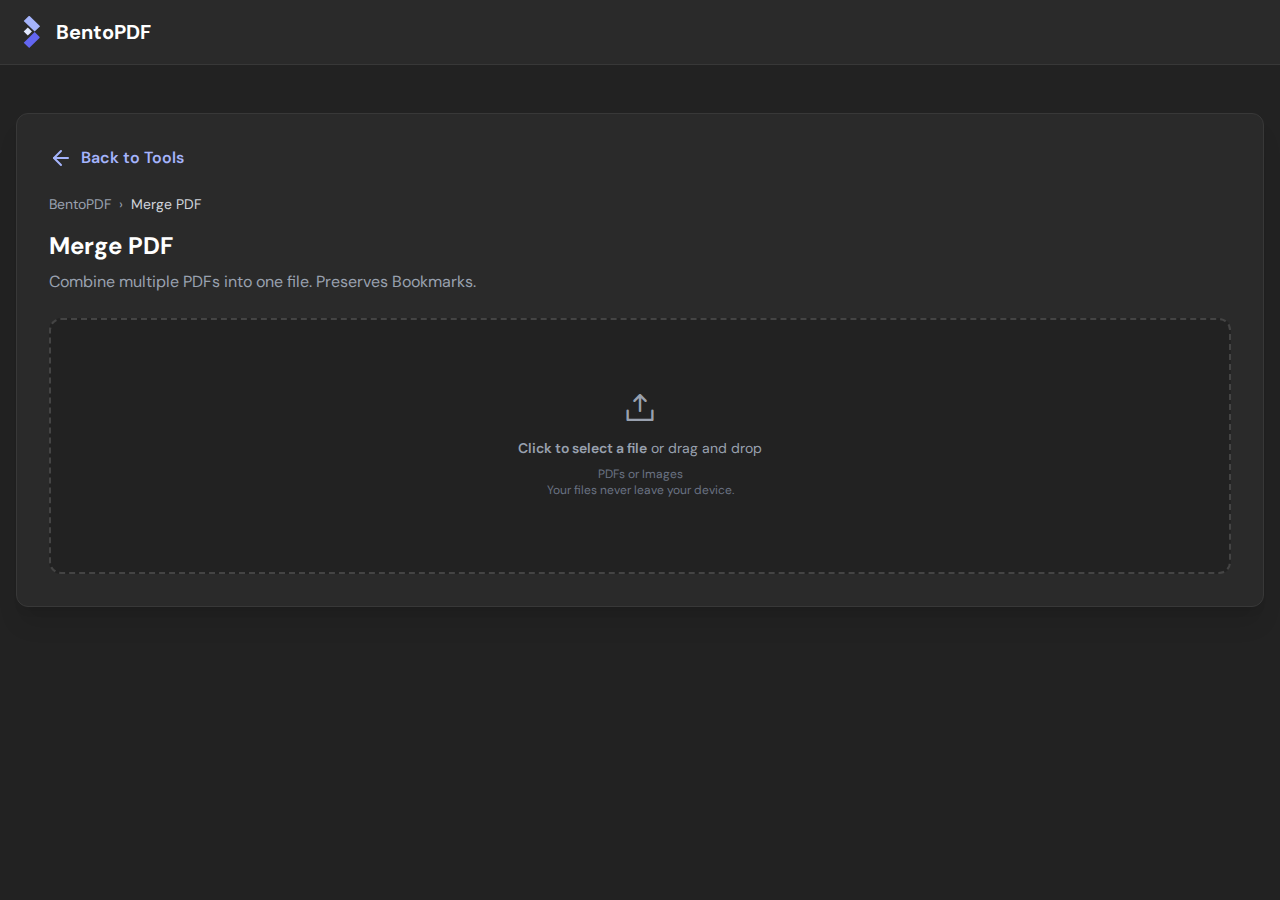 BentoPDF
Back to Tools
BentoPDF › Merge PDF
Merge PDF
Combine multiple PDFs into one file. Preserves Bookmarks.
Click to select a file or drag and drop
PDFs or Images
Your files never leave your device.